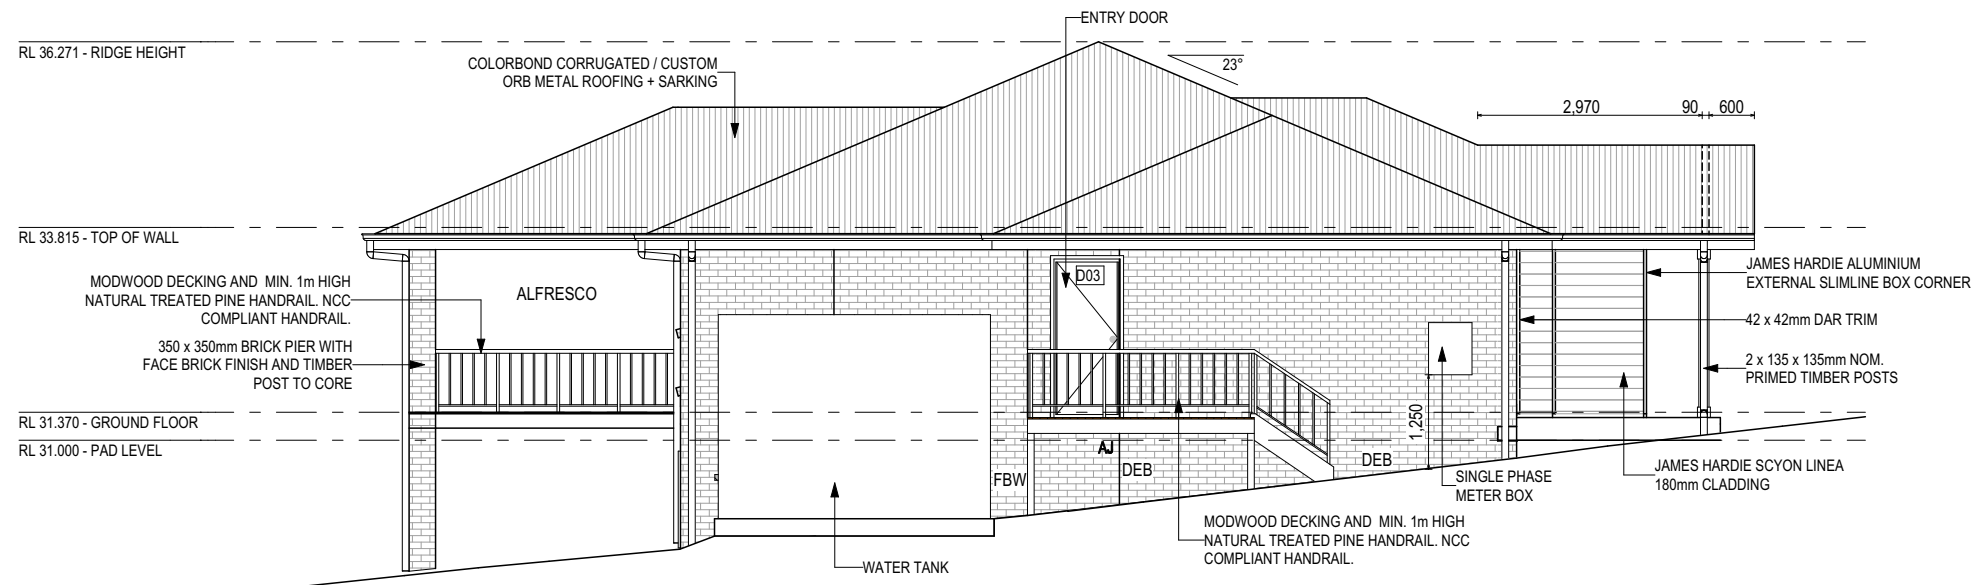 ENTRY DOOR
RL 36.271 - RIDGE HEIGHT
COLORBOND CORRUGATED / CUSTOM
ORB METAL ROOFING + SARKING
23°
2,970
90
600
RL 33.815 - TOP OF WALL
MODWOOD DECKING AND MIN. 1m HIGH
NATURAL TREATED PINE HANDRAIL. NCC
COMPLIANT HANDRAIL.
ALFRESCO
D03
JAMES HARDIE ALUMINIUM
EXTERNAL SLIMLINE BOX CORNER
42 x 42mm DAR TRIM
350 x 350mm BRICK PIER WITH
FACE BRICK FINISH AND TIMBER
POST TO CORE
2 x 135 x 135mm NOM.
PRIMED TIMBER POSTS
RL 31.370 - GROUND FLOOR
RL 31.000 - PAD LEVEL
1,250
AJ
DEB
FBW
DEB
SINGLE PHASE
METER BOX
JAMES HARDIE SCYON LINEA
180mm CLADDING
MODWOOD DECKING AND MIN. 1m HIGH
NATURAL TREATED PINE HANDRAIL. NCC
COMPLIANT HANDRAIL.
WATER TANK